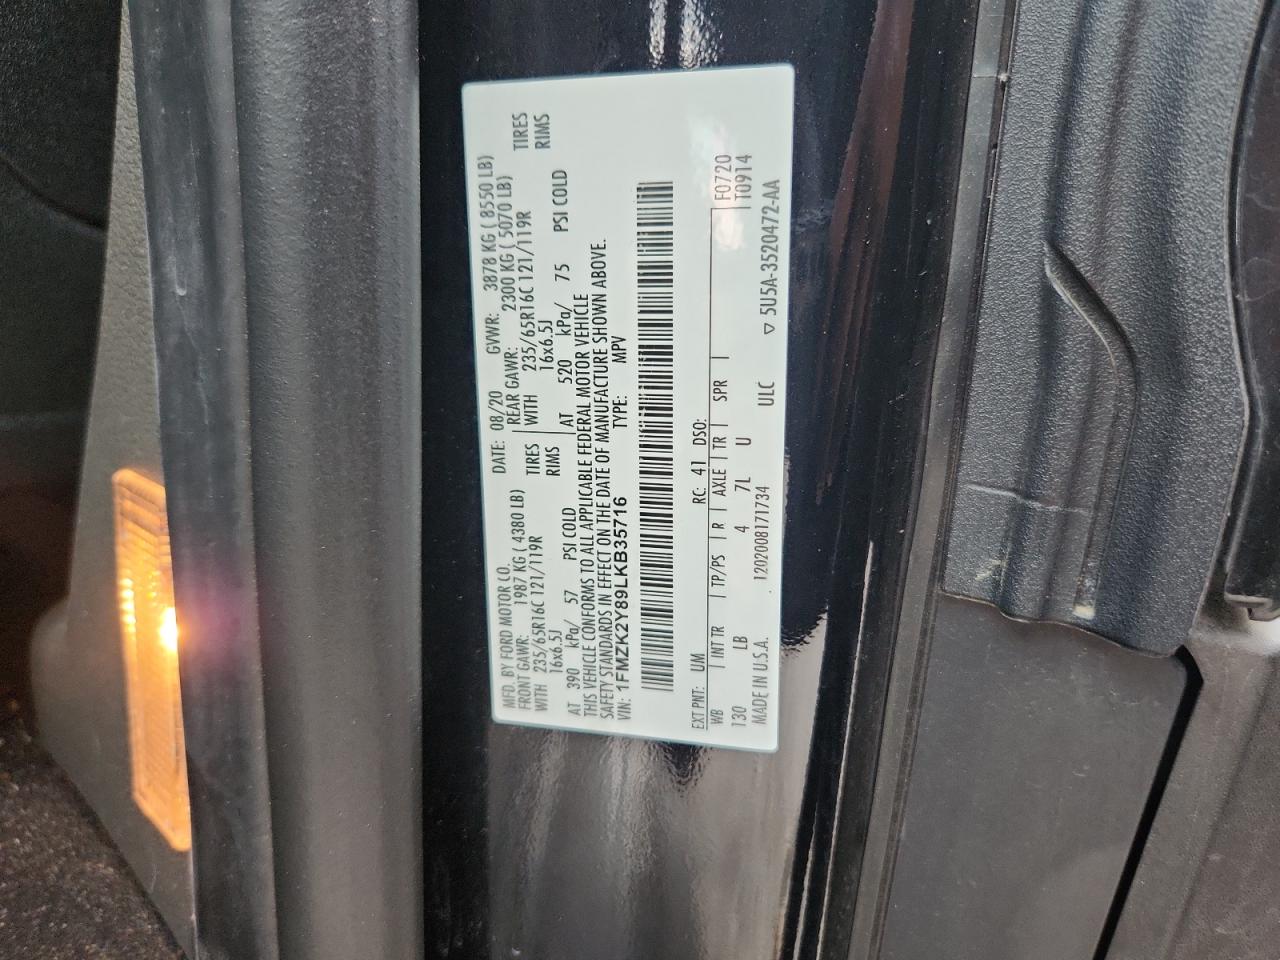 MFD. BY FORD MOTOR CO. DATE: 08/20 GVWR: 3878 KG ( 8550 LB)
FRONT GAWR: 1987 KG ( 4380 LB) REAR GAWR: 2300 KG ( 5070 LB)
WITH 235/65R16C 121/119R TIRES WITH 235/65R16C 121/119R TIRES
16x6.5J RIMS 16x6.5J RIMS
AT 390 kPa/ 57 PSI COLD AT 520 kPa/ 75 PSI COLD
THIS VEHICLE CONFORMS TO ALL APPLICABLE FEDERAL MOTOR VEHICLE
SAFETY STANDARDS IN EFFECT ON THE DATE OF MANUFACTURE SHOWN ABOVE.
VIN: 1FMZK2Y89LKB35716 TYPE: MPV
EXT PNT: UM RC: 41 DSO:
WB INT TR TP/PS R AXLE TR SPR F0720
130 LB 4 7L U T0914
MADE IN U.S.A. 1202008171734 ULC ▽ 5U5A-3520472-AA